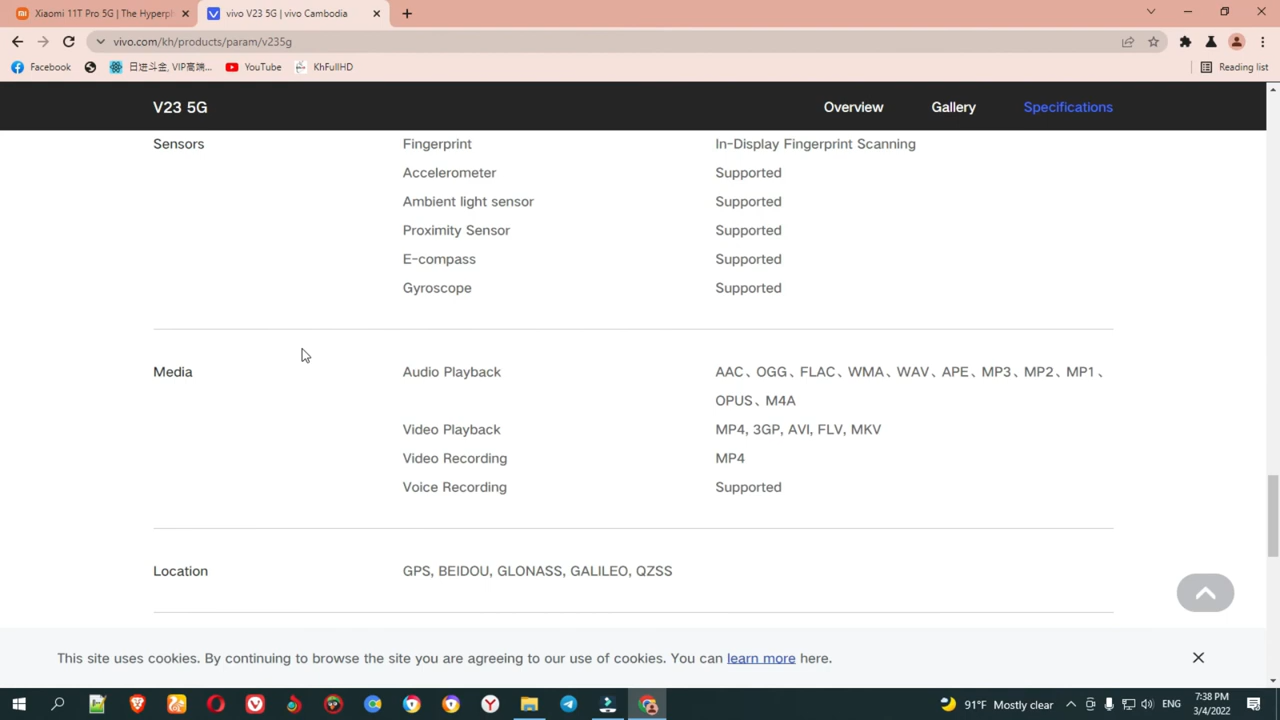 Xiaomi 11T Pro 5G | The Hyperph
vivo V23 5G | vivo Cambodia
vivo.com/kh/products/param/v235g
Facebook
日进斗金, VIP高端...
YouTube
KhFullHD
Reading list
V23 5G
Overview
Gallery
Specifications
Sensors
Fingerprint
In-Display Fingerprint Scanning
Accelerometer
Supported
Ambient light sensor
Supported
Proximity Sensor
Supported
E-compass
Supported
Gyroscope
Supported
Media
Audio Playback
AAC、OGG、FLAC、WMA、WAV、APE、MP3、MP2、MP1、
OPUS、M4A
Video Playback
MP4, 3GP, AVI, FLV, MKV
Video Recording
MP4
Voice Recording
Supported
Location
GPS, BEIDOU, GLONASS, GALILEO, QZSS
This site uses cookies. By continuing to browse the site you are agreeing to our use of cookies. You can learn more here.
91°F Mostly clear
ENG
7:38 PM
3/4/2022